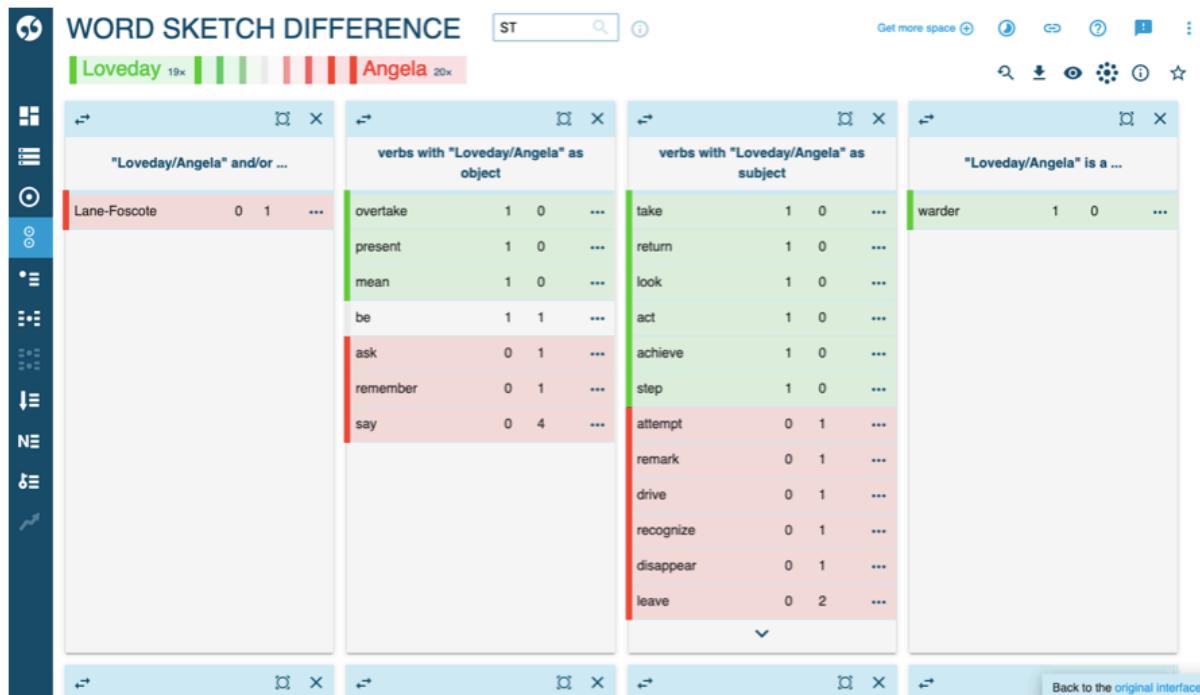 WORD SKETCH DIFFERENCE
ST
Get more space
Loveday 19x
Angela 20x
"Loveday/Angela" and/or ...
Lane-Foscote 0 1
verbs with "Loveday/Angela" as
object
overtake 1 0
present 1 0
mean 1 0
be 1 1
ask 0 1
remember 0 1
say 0 4
verbs with "Loveday/Angela" as
subject
take 1 0
return 1 0
look 1 0
act 1 0
achieve 1 0
step 1 0
attempt 0 1
remark 0 1
drive 0 1
recognize 0 1
disappear 0 1
leave 0 2
"Loveday/Angela" is a ...
warder 1 0
Back to the original interface